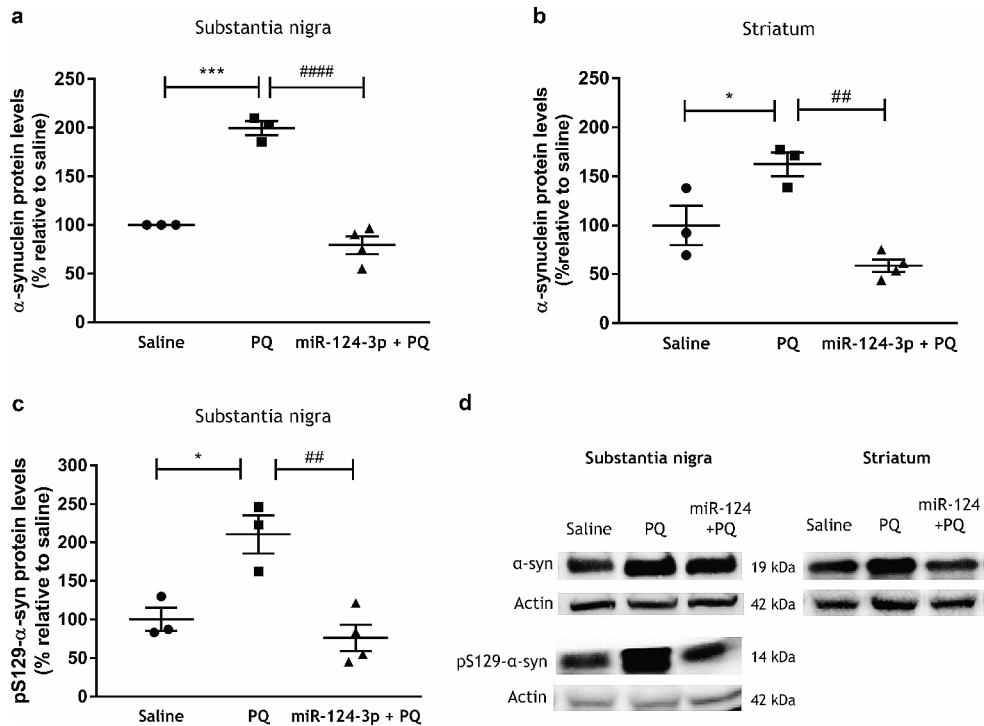 a
Substantia nigra
α-synuclein protein levels
(% relative to saline)
250
200
150
100
50
0
***
####
Saline PQ miR-124-3p + PQ
b
Striatum
α-synuclein protein levels
(%relative to saline)
250
200
150
100
50
0
*
##
Saline PQ miR-124-3p + PQ
c
Substantia nigra
pS129-α-syn protein levels
(% relative to saline)
300
250
200
150
100
50
0
*
##
Saline PQ miR-124-3p + PQ
d
Substantia nigra Striatum
Saline PQ miR-124
+PQ
Saline PQ miR-124
+PQ
α-syn 19 kDa
Actin 42 kDa
pS129-α-syn 14 kDa
Actin 42 kDa